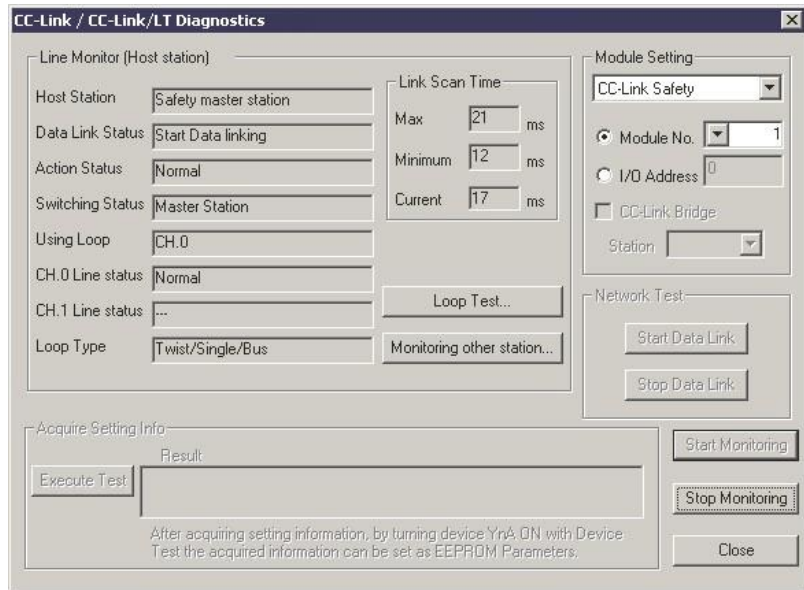 CC-Link / CC-Link/LT Diagnostics
Line Monitor (Host station)
Host Station Safety master station
Data Link Status Start Data linking
Action Status Normal
Switching Status Master Station
Using Loop CH.0
CH.0 Line status Normal
CH.1 Line status ---
Loop Type Twist/Single/Bus
Link Scan Time
Max 21 ms
Minimum 12 ms
Current 17 ms
Loop Test...
Monitoring other station...
Module Setting
CC-Link Safety
Module No. 1
I/O Address 0
CC-Link Bridge
Station
Network Test
Start Data Link
Stop Data Link
Acquire Setting Info
Result
Execute Test
After acquiring setting information, by turning device YnA ON with Device
Test the acquired information can be set as EEPROM Parameters.
Start Monitoring
Stop Monitoring
Close